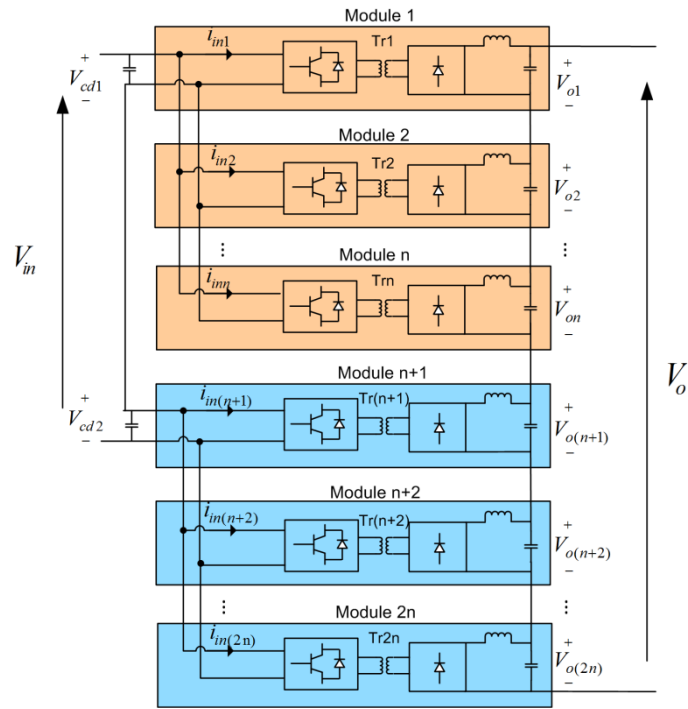 Module 1
i_in1
Tr1
+
V_cd1
−
+
V_o1
−
Module 2
i_in2
Tr2
+
V_o2
−
⋮
⋮
V_in
Module n
i_inn
Trn
+
V_on
−
V_o
Module n+1
+
V_cd2
−
i_in(n+1)
Tr(n+1)
+
V_o(n+1)
−
Module n+2
i_in(n+2)
Tr(n+2)
+
V_o(n+2)
−
⋮
⋮
Module 2n
i_in(2n)
Tr2n
+
V_o(2n)
−